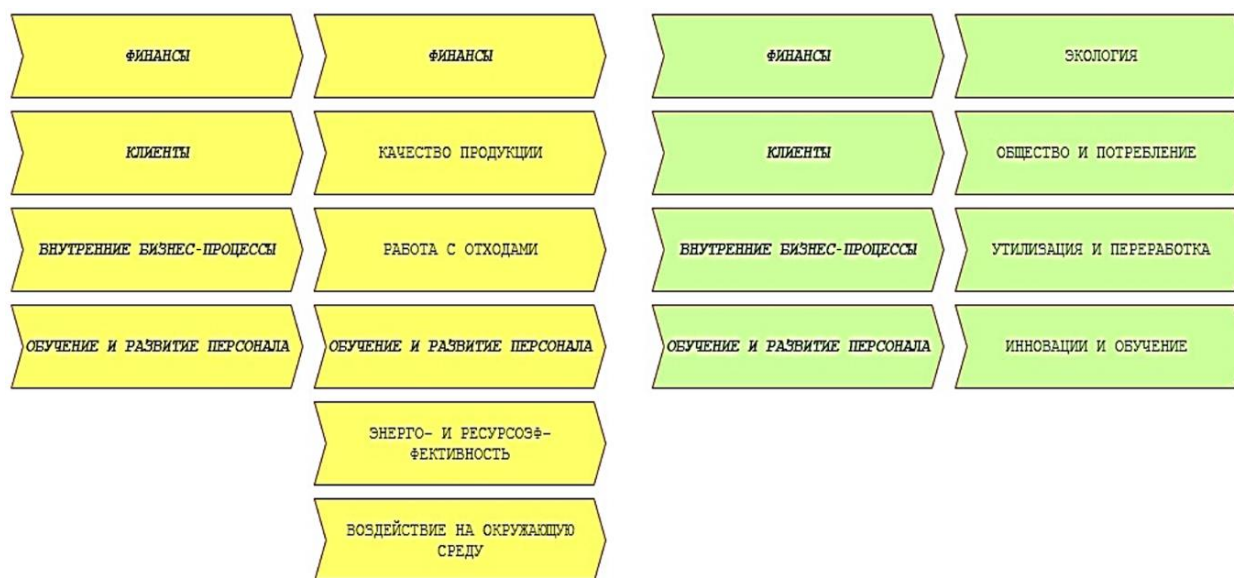 ФИНАНСЫ
ФИНАНСЫ
ФИНАНСЫ
ЭКОЛОГИЯ
КЛИЕНТЫ
КАЧЕСТВО ПРОДУКЦИИ
КЛИЕНТЫ
ОБЩЕСТВО И ПОТРЕБЛЕНИЕ
ВНУТРЕННИЕ БИЗНЕС-ПРОЦЕССЫ
РАБОТА С ОТХОДАМИ
ВНУТРЕННИЕ БИЗНЕС-ПРОЦЕССЫ
УТИЛИЗАЦИЯ И ПЕРЕРАБОТКА
ОБУЧЕНИЕ И РАЗВИТИЕ ПЕРСОНАЛА
ОБУЧЕНИЕ И РАЗВИТИЕ ПЕРСОНАЛА
ОБУЧЕНИЕ И РАЗВИТИЕ ПЕРСОНАЛА
ИННОВАЦИИ И ОБУЧЕНИЕ
ЭНЕРГО- И РЕСУРСОЭФ-
ФЕКТИВНОСТЬ
ВОЗДЕЙСТВИЕ НА ОКРУЖАЮЩУЮ
СРЕДУ